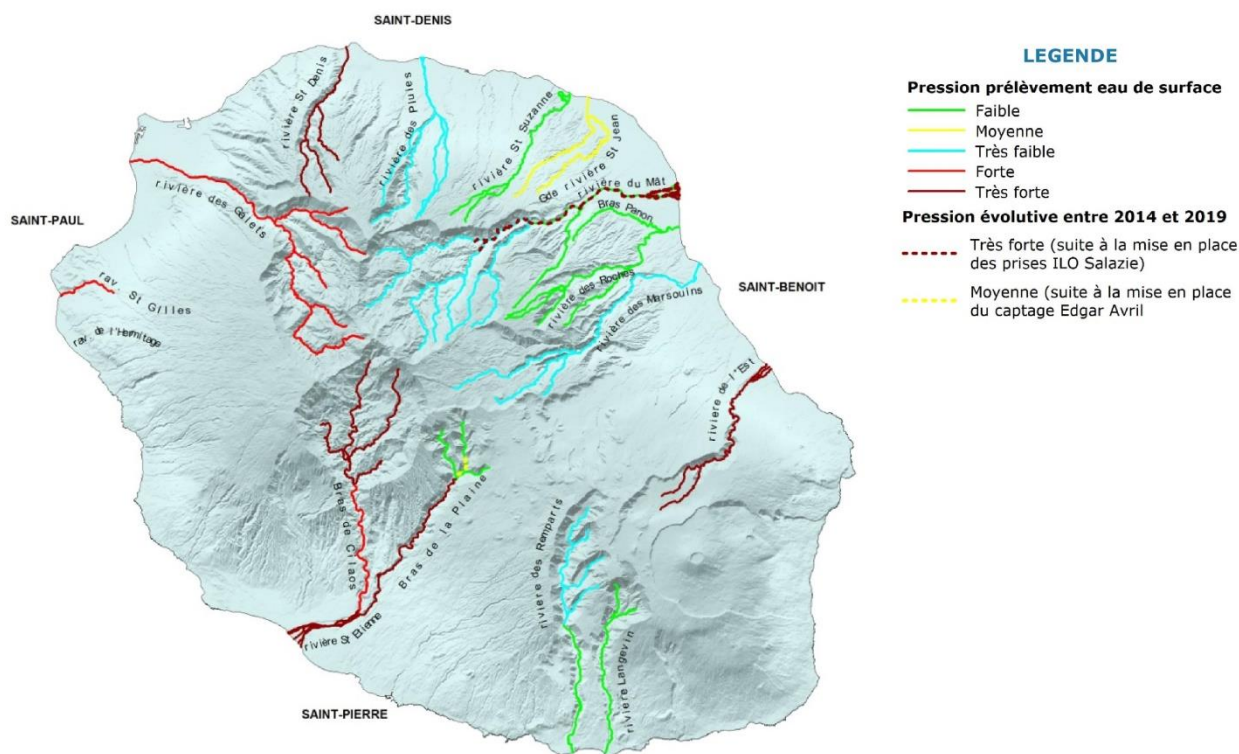 SAINT-DENIS
SAINT-PAUL
SAINT-BENOIT
SAINT-PIERRE
rivière St Denis
rivière des Pluies
rivière St Suzanne
Gde rivière St Jean
rivière du Mât
Bras Panon
rivière des Galets
rav. St Gilles
rav. de l'Hermitage
rivière des Roches
rivière des Marsouins
riviere de l'Est
Bras de Cilaos
Bras de la Plaine
rivière St Etienne
riviere des Remparts
riviere Langevin
LEGENDE
Pression prélèvement eau de surface
Faible
Moyenne
Très faible
Forte
Très forte
Pression évolutive entre 2014 et 2019
Très forte (suite à la mise en place
des prises ILO Salazie)
Moyenne (suite à la mise en place
du captage Edgar Avril